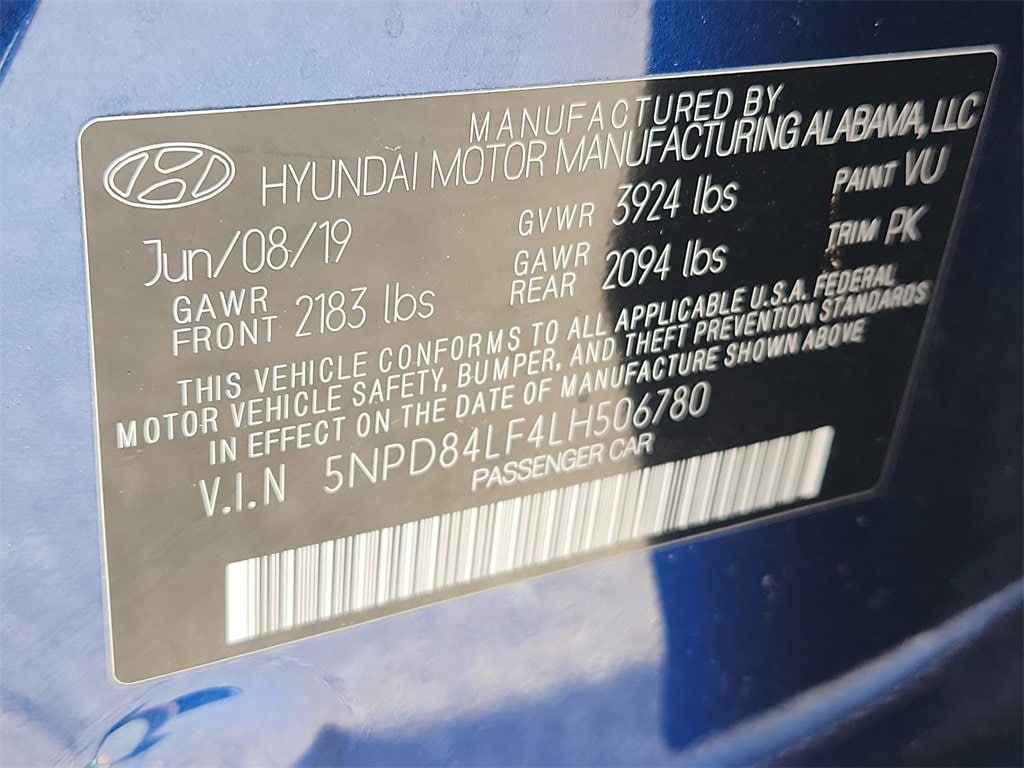 MANUFACTURED BY
HYUNDAI MOTOR MANUFACTURING ALABAMA, LLC
Jun/08/19 GVWR 3924 lbs PAINT VU
GAWR FRONT 2183 lbs GAWR REAR 2094 lbs TRIM PK
THIS VEHICLE CONFORMS TO ALL APPLICABLE U.S.A. FEDERAL
MOTOR VEHICLE SAFETY, BUMPER, AND THEFT PREVENTION STANDARDS
IN EFFECT ON THE DATE OF MANUFACTURE SHOWN ABOVE
V.I.N 5NPD84LF4LH506780
PASSENGER CAR